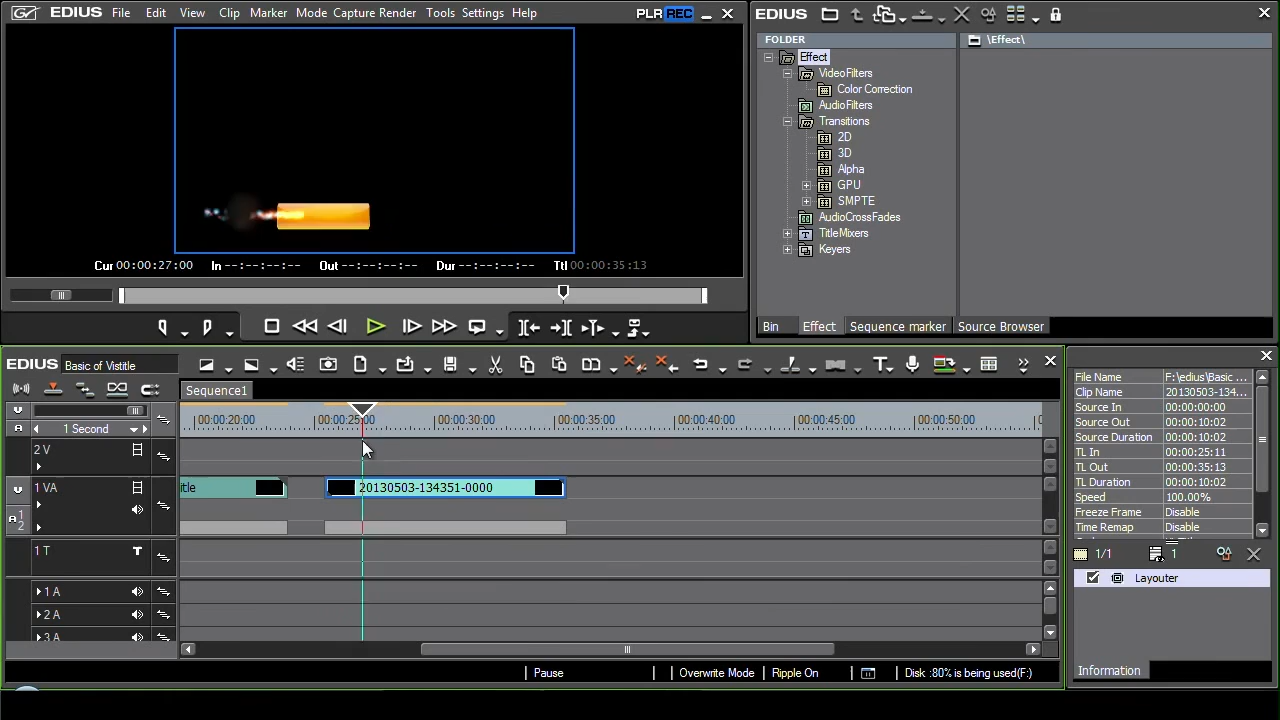 EDIUS File Edit View Clip Marker Mode Capture Render Tools Settings Help PLR REC
Cur 00:00:27:00 In --:--:--:-- Out --:--:--:-- Dur --:--:--:-- Ttl 00:00:35:13
EDIUS
FOLDER
\Effect\
Effect
VideoFilters
Color Correction
AudioFilters
Transitions
2D
3D
Alpha
GPU
SMPTE
AudioCrossFades
TitleMixers
Keyers
Bin Effect Sequence marker Source Browser
EDIUS Basic of Vistitle
Sequence1
1 Second
00:00:20:00 00:00:25:00 00:00:30:00 00:00:35:00 00:00:40:00 00:00:45:00 00:00:50:00
2 V
1 VA
itle
20130503-134351-0000
1
2
1 T
T
1 A
2 A
3 A
Pause Overwrite Mode Ripple On Disk :80% is being used(F:)
File Name F:\edius\Basic ...
Clip Name 20130503-134...
Source In 00:00:00:00
Source Out 00:00:10:02
Source Duration 00:00:10:02
TL In 00:00:25:11
TL Out 00:00:35:13
TL Duration 00:00:10:02
Speed 100.00%
Freeze Frame Disable
Time Remap Disable
1/1 1
Layouter
Information